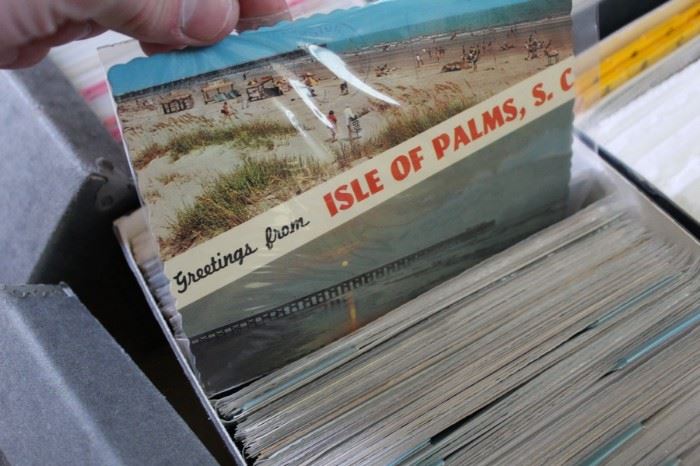 Greetings from ISLE OF PALMS, S. C